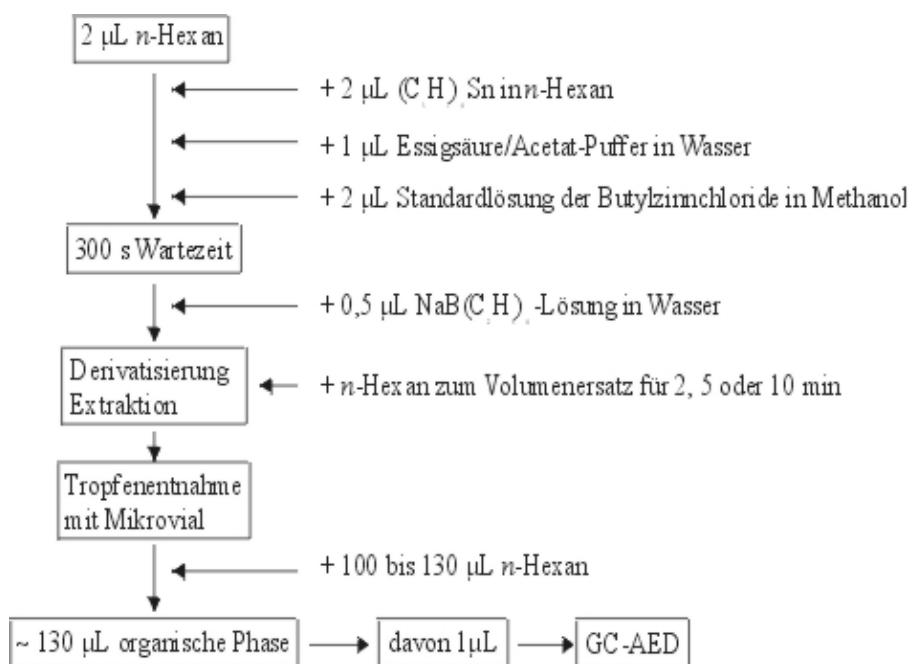 2 µL n-Hexan
+ 2 µL (C H) Sn in n-Hexan
+ 1 µL Essigsäure/Acetat-Puffer in Wasser
+ 2 µL Standardlösung der Butylzinnchloride in Methanol
300 s Wartezeit
+ 0,5 µL NaB(C H) -Lösung in Wasser
Derivatisierung
Extraktion
+ n-Hexan zum Volumenersatz für 2, 5 oder 10 min
Tropfenentnahme
mit Mikrovial
+ 100 bis 130 µL n-Hexan
~ 130 µL organische Phase
davon 1µL
GC-AED